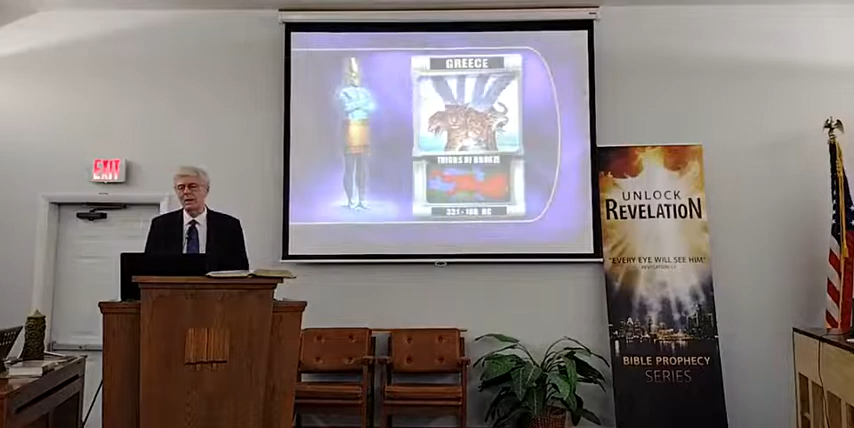 GREECE
THIGHS OF BRONZE
331-168 BC
EXIT
UNLOCK
REVELATION
"EVERY EYE WILL SEE HIM"
BIBLE PROPHECY
SERIES